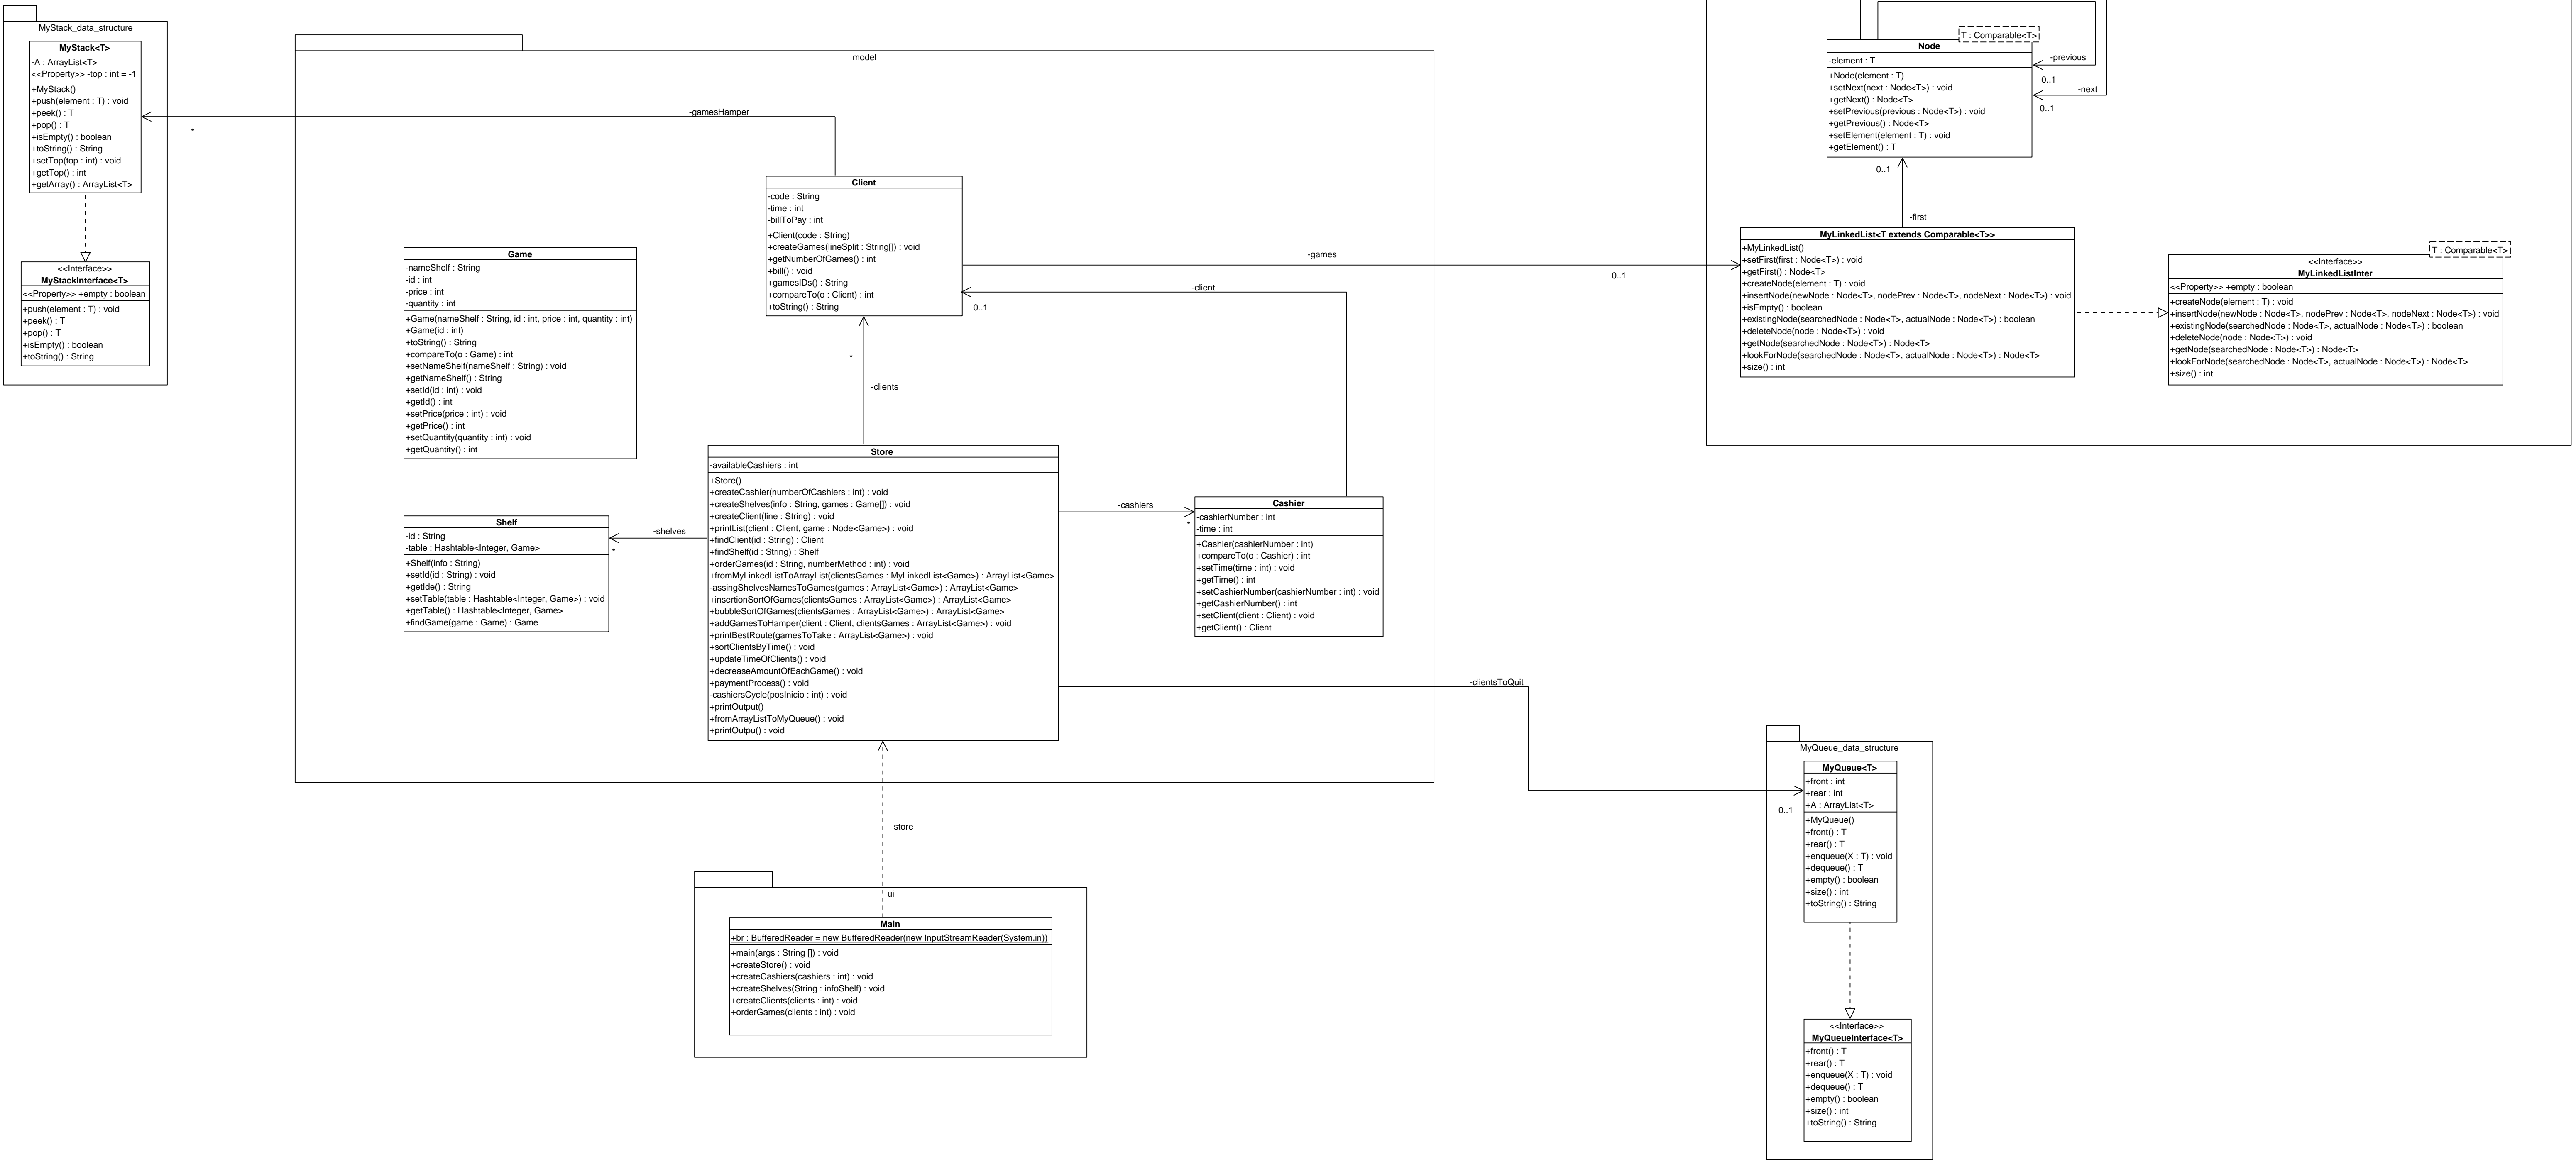 MyStack_data_structure
MyStack<T>
-A : ArrayList<T>
<<Property>> -top : int = -1
+MyStack()
+push(element : T) : void
+peek() : T
+pop() : T
+isEmpty() : boolean
+toString() : String
+setTop(top : int) : void
+getTop() : int
+getArray() : ArrayList<T>
<<Interface>>
MyStackInterface<T>
<<Property>> +empty : boolean
+push(element : T) : void
+peek() : T
+pop() : T
+isEmpty() : boolean
+toString() : String
model
-gamesHamper
*
Client
-code : String
-time : int
-billToPay : int
+Client(code : String)
+createGames(lineSplit : String[]) : void
+getNumberOfGames() : int
+bill() : void
+gamesIDs() : String
+compareTo(o : Client) : int
+toString() : String
-games
0..1
-client
0..1
*
-clients
Game
-nameShelf : String
-id : int
-price : int
-quantity : int
+Game(nameShelf : String, id : int, price : int, quantity : int)
+Game(id : int)
+toString() : String
+compareTo(o : Game) : int
+setNameShelf(nameShelf : String) : void
+getNameShelf() : String
+setId(id : int) : void
+getId() : int
+setPrice(price : int) : void
+getPrice() : int
+setQuantity(quantity : int) : void
+getQuantity() : int
Store
-availableCashiers : int
+Store()
+createCashier(numberOfCashiers : int) : void
+createShelves(info : String, games : Game[]) : void
+createClient(line : String) : void
+printList(client : Client, game : Node<Game>) : void
+findClient(id : String) : Client
+findShelf(id : String) : Shelf
+orderGames(id : String, numberMethod : int) : void
+fromMyLinkedListToArrayList(clientsGames : MyLinkedList<Game>) : ArrayList<Game>
-assingShelvesNamesToGames(games : ArrayList<Game>) : ArrayList<Game>
+insertionSortOfGames(clientsGames : ArrayList<Game>) : ArrayList<Game>
+bubbleSortOfGames(clientsGames : ArrayList<Game>) : ArrayList<Game>
+addGamesToHamper(client : Client, clientsGames : ArrayList<Game>) : void
+printBestRoute(gamesToTake : ArrayList<Game>) : void
+sortClientsByTime() : void
+updateTimeOfClients() : void
+decreaseAmountOfEachGame() : void
+paymentProcess() : void
-cashiersCycle(posInicio : int) : void
+printOutput()
+fromArrayListToMyQueue() : void
+printOutpu() : void
-shelves
*
Shelf
-id : String
-table : Hashtable<Integer, Game>
+Shelf(info : String)
+setId(id : String) : void
+getIde() : String
+setTable(table : Hashtable<Integer, Game>) : void
+getTable() : Hashtable<Integer, Game>
+findGame(game : Game) : Game
-cashiers
*
Cashier
-cashierNumber : int
-time : int
+Cashier(cashierNumber : int)
+compareTo(o : Cashier) : int
+setTime(time : int) : void
+getTime() : int
+setCashierNumber(cashierNumber : int) : void
+getCashierNumber() : int
+setClient(client : Client) : void
+getClient() : Client
-clientsToQuit
0..1
store
ui
Main
+br : BufferedReader = new BufferedReader(new InputStreamReader(System.in))
+main(args : String []) : void
+createStore() : void
+createCashiers(cashiers : int) : void
+createShelves(String : infoShelf) : void
+createClients(clients : int) : void
+orderGames(clients : int) : void
T : Comparable<T>
Node
-element : T
+Node(element : T)
+setNext(next : Node<T>) : void
+getNext() : Node<T>
+setPrevious(previous : Node<T>) : void
+getPrevious() : Node<T>
+setElement(element : T) : void
+getElement() : T
-previous
0..1
-next
0..1
0..1
-first
MyLinkedList<T extends Comparable<T>>
+MyLinkedList()
+setFirst(first : Node<T>) : void
+getFirst() : Node<T>
+createNode(element : T) : void
+insertNode(newNode : Node<T>, nodePrev : Node<T>, nodeNext : Node<T>) : void
+isEmpty() : boolean
+existingNode(searchedNode : Node<T>, actualNode : Node<T>) : boolean
+deleteNode(node : Node<T>) : void
+getNode(searchedNode : Node<T>) : Node<T>
+lookForNode(searchedNode : Node<T>, actualNode : Node<T>) : Node<T>
+size() : int
T : Comparable<T>
<<Interface>>
MyLinkedListInter
<<Property>> +empty : boolean
+createNode(element : T) : void
+insertNode(newNode : Node<T>, nodePrev : Node<T>, nodeNext : Node<T>) : void
+existingNode(searchedNode : Node<T>, actualNode : Node<T>) : boolean
+deleteNode(node : Node<T>) : void
+getNode(searchedNode : Node<T>) : Node<T>
+lookForNode(searchedNode : Node<T>, actualNode : Node<T>) : Node<T>
+size() : int
MyQueue_data_structure
MyQueue<T>
+front : int
+rear : int
+A : ArrayList<T>
+MyQueue()
+front() : T
+rear() : T
+enqueue(X : T) : void
+dequeue() : T
+empty() : boolean
+size() : int
+toString() : String
<<Interface>>
MyQueueInterface<T>
+front() : T
+rear() : T
+enqueue(X : T) : void
+dequeue() : T
+empty() : boolean
+size() : int
+toString() : String